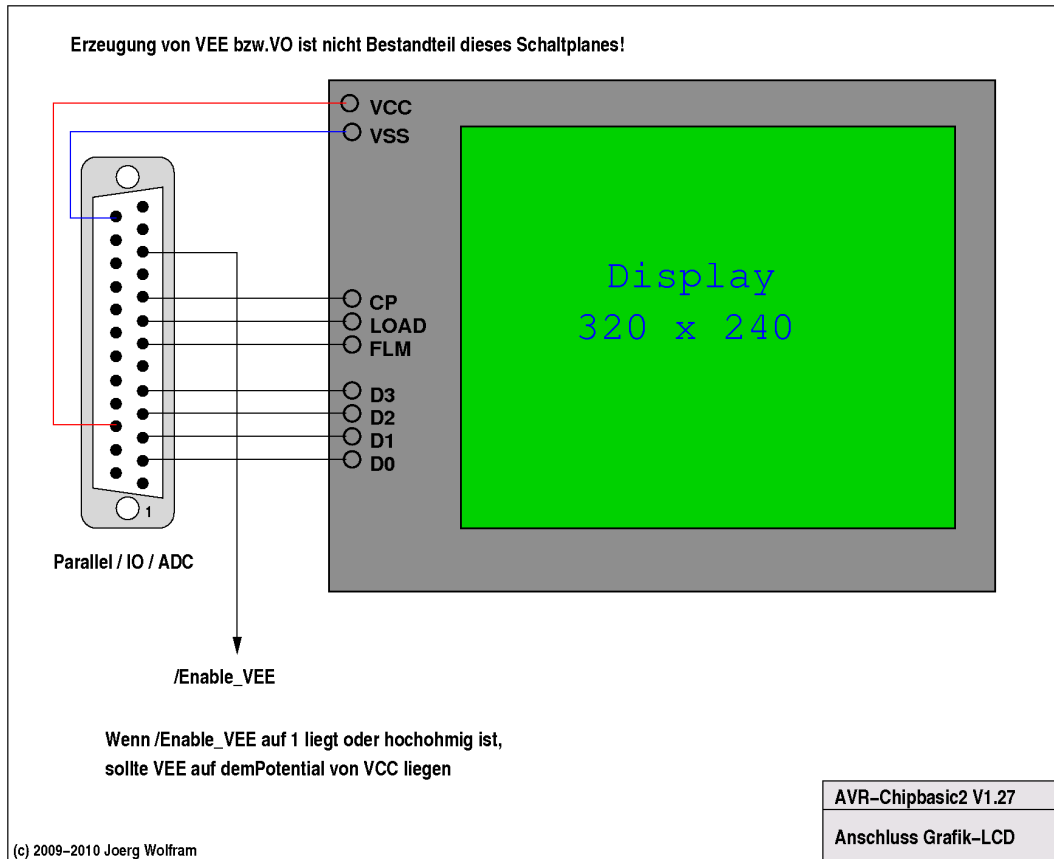 Erzeugung von VEE bzw.VO ist nicht Bestandteil dieses Schaltplanes!
VCC
VSS
Display
320 x 240
CP
LOAD
FLM
D3
D2
D1
D0
1
Parallel / IO / ADC
/Enable_VEE
Wenn /Enable_VEE auf 1 liegt oder hochohmig ist,
sollte VEE auf demPotential von VCC liegen
AVR–Chipbasic2 V1.27
Anschluss Grafik–LCD
(c) 2009–2010 Joerg Wolfram